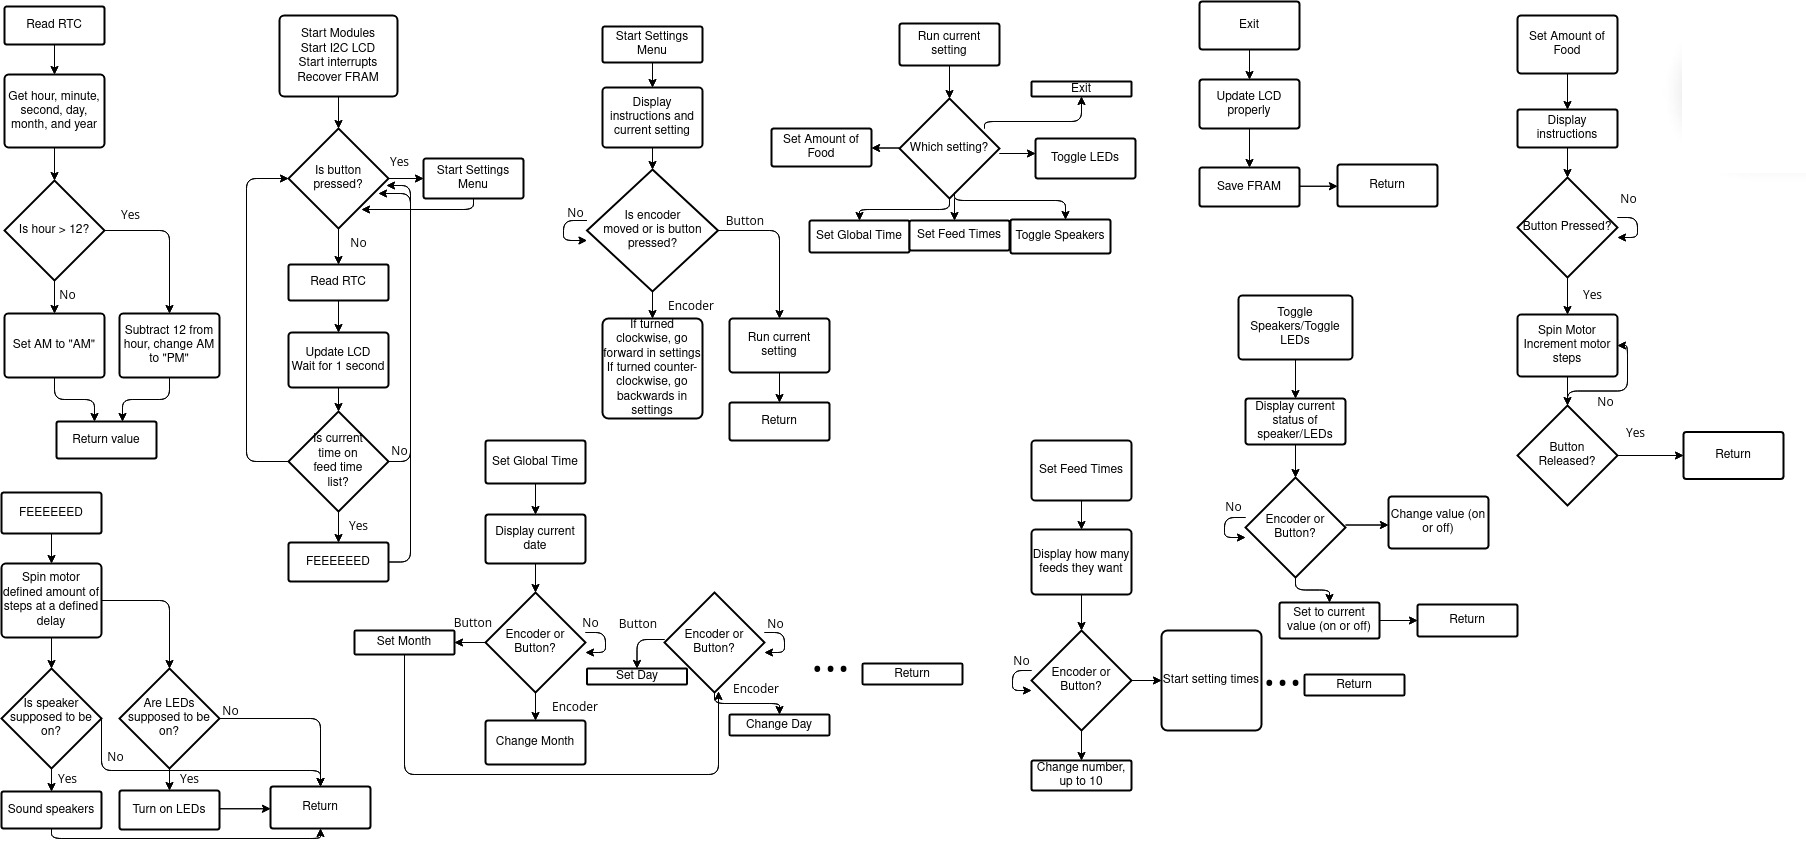 Read RTC
Get hour, minute,
second, day,
month, and year
Is hour > 12?
Yes
No
Set AM to "AM"
Subtract 12 from
hour, change AM
to "PM"
Return value
Start Modules
Start I2C LCD
Start interrupts
Recover FRAM
Is button
pressed?
Yes
Start Settings
Menu
No
Read RTC
Update LCD
Wait for 1 second
Is current
time on
feed time
list?
No
Yes
FEEEEEED
FEEEEEED
Spin motor
defined amount of
steps at a defined
delay
Is speaker
supposed to be
on?
Are LEDs
supposed to be
on?
No
No
Yes
Yes
Sound speakers
Turn on LEDs
Return
Start Settings
Menu
Display
instructions and
current setting
Is encoder
moved or is button
pressed?
No
Button
Encoder
If turned
clockwise, go
forward in settings
If turned counter-
clockwise, go
backwards in
settings
Run current
setting
Return
Run current
setting
Which setting?
Exit
Set Amount of
Food
Toggle LEDs
Set Global Time
Set Feed Times
Toggle Speakers
Set Global Time
Display current
date
Encoder or
Button?
Button
No
Set Month
Encoder
Change Month
Encoder or
Button?
Button
No
Set Day
Encoder
Change Day
Return
Exit
Update LCD
properly
Save FRAM
Return
Set Feed Times
Display how many
feeds they want
Encoder or
Button?
No
Start setting times
Return
Change number,
up to 10
Toggle
Speakers/Toggle
LEDs
Display current
status of
speaker/LEDs
Encoder or
Button?
No
Change value (on
or off)
Set to current
value (on or off)
Return
Set Amount of
Food
Display
instructions
Button Pressed?
No
Yes
Spin Motor
Increment motor
steps
No
Button
Released?
Yes
Return